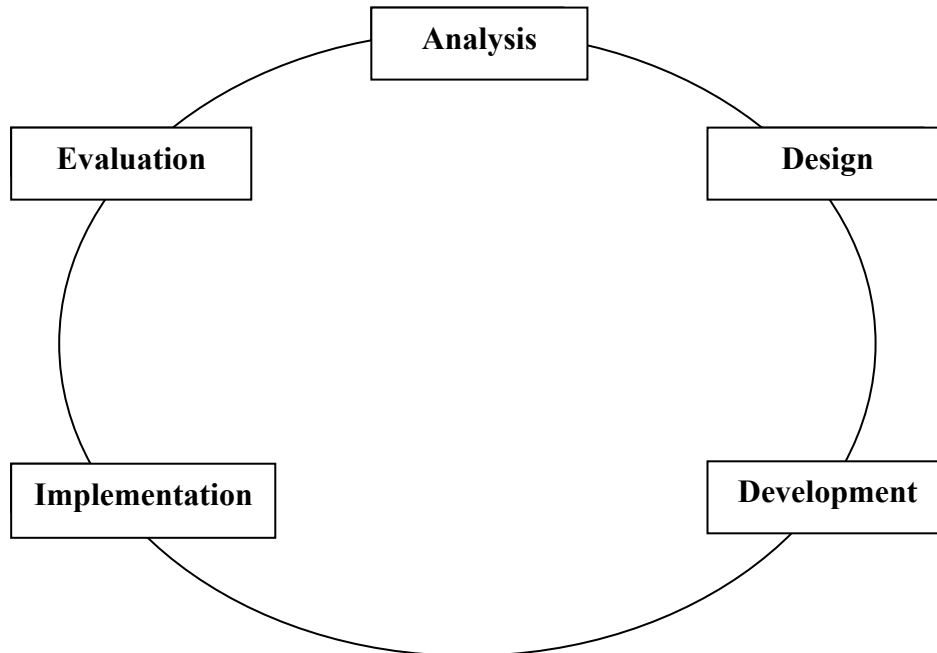 Analysis
Evaluation
Design
Implementation
Development